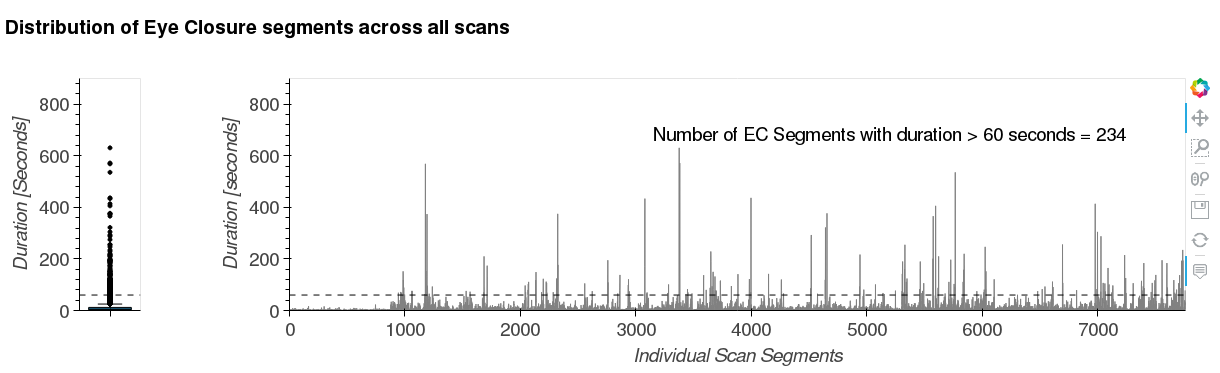 Distribution of Eye Closure segments across all scans
Duration [Seconds]
800
600
400
200
0
Duration [seconds]
800
600
400
200
0
Number of EC Segments with duration > 60 seconds = 234
0 1000 2000 3000 4000 5000 6000 7000
Individual Scan Segments